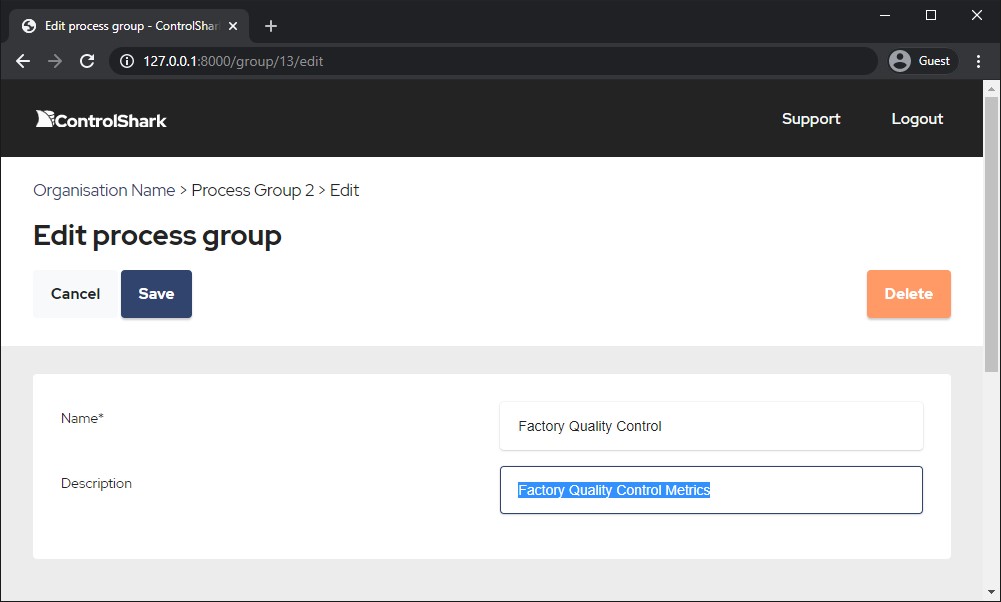 Edit process group - ControlShar
127.0.0.1:8000/group/13/edit
Guest
ControlShark
Support
Logout
Organisation Name > Process Group 2 > Edit
Edit process group
Cancel
Save
Delete
Name*
Factory Quality Control
Description
Factory Quality Control Metrics